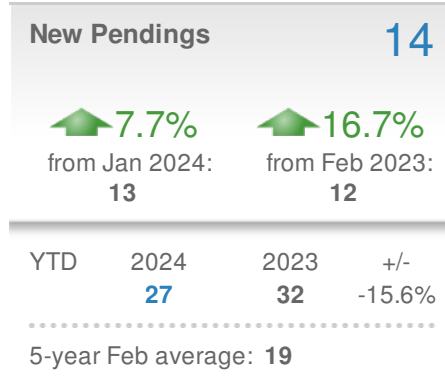 New Pendings 14
7.7% 16.7%
from Jan 2024: from Feb 2023:
13 12
YTD 2024 2023 +/-
27 32 -15.6%
5-year Feb average: 19